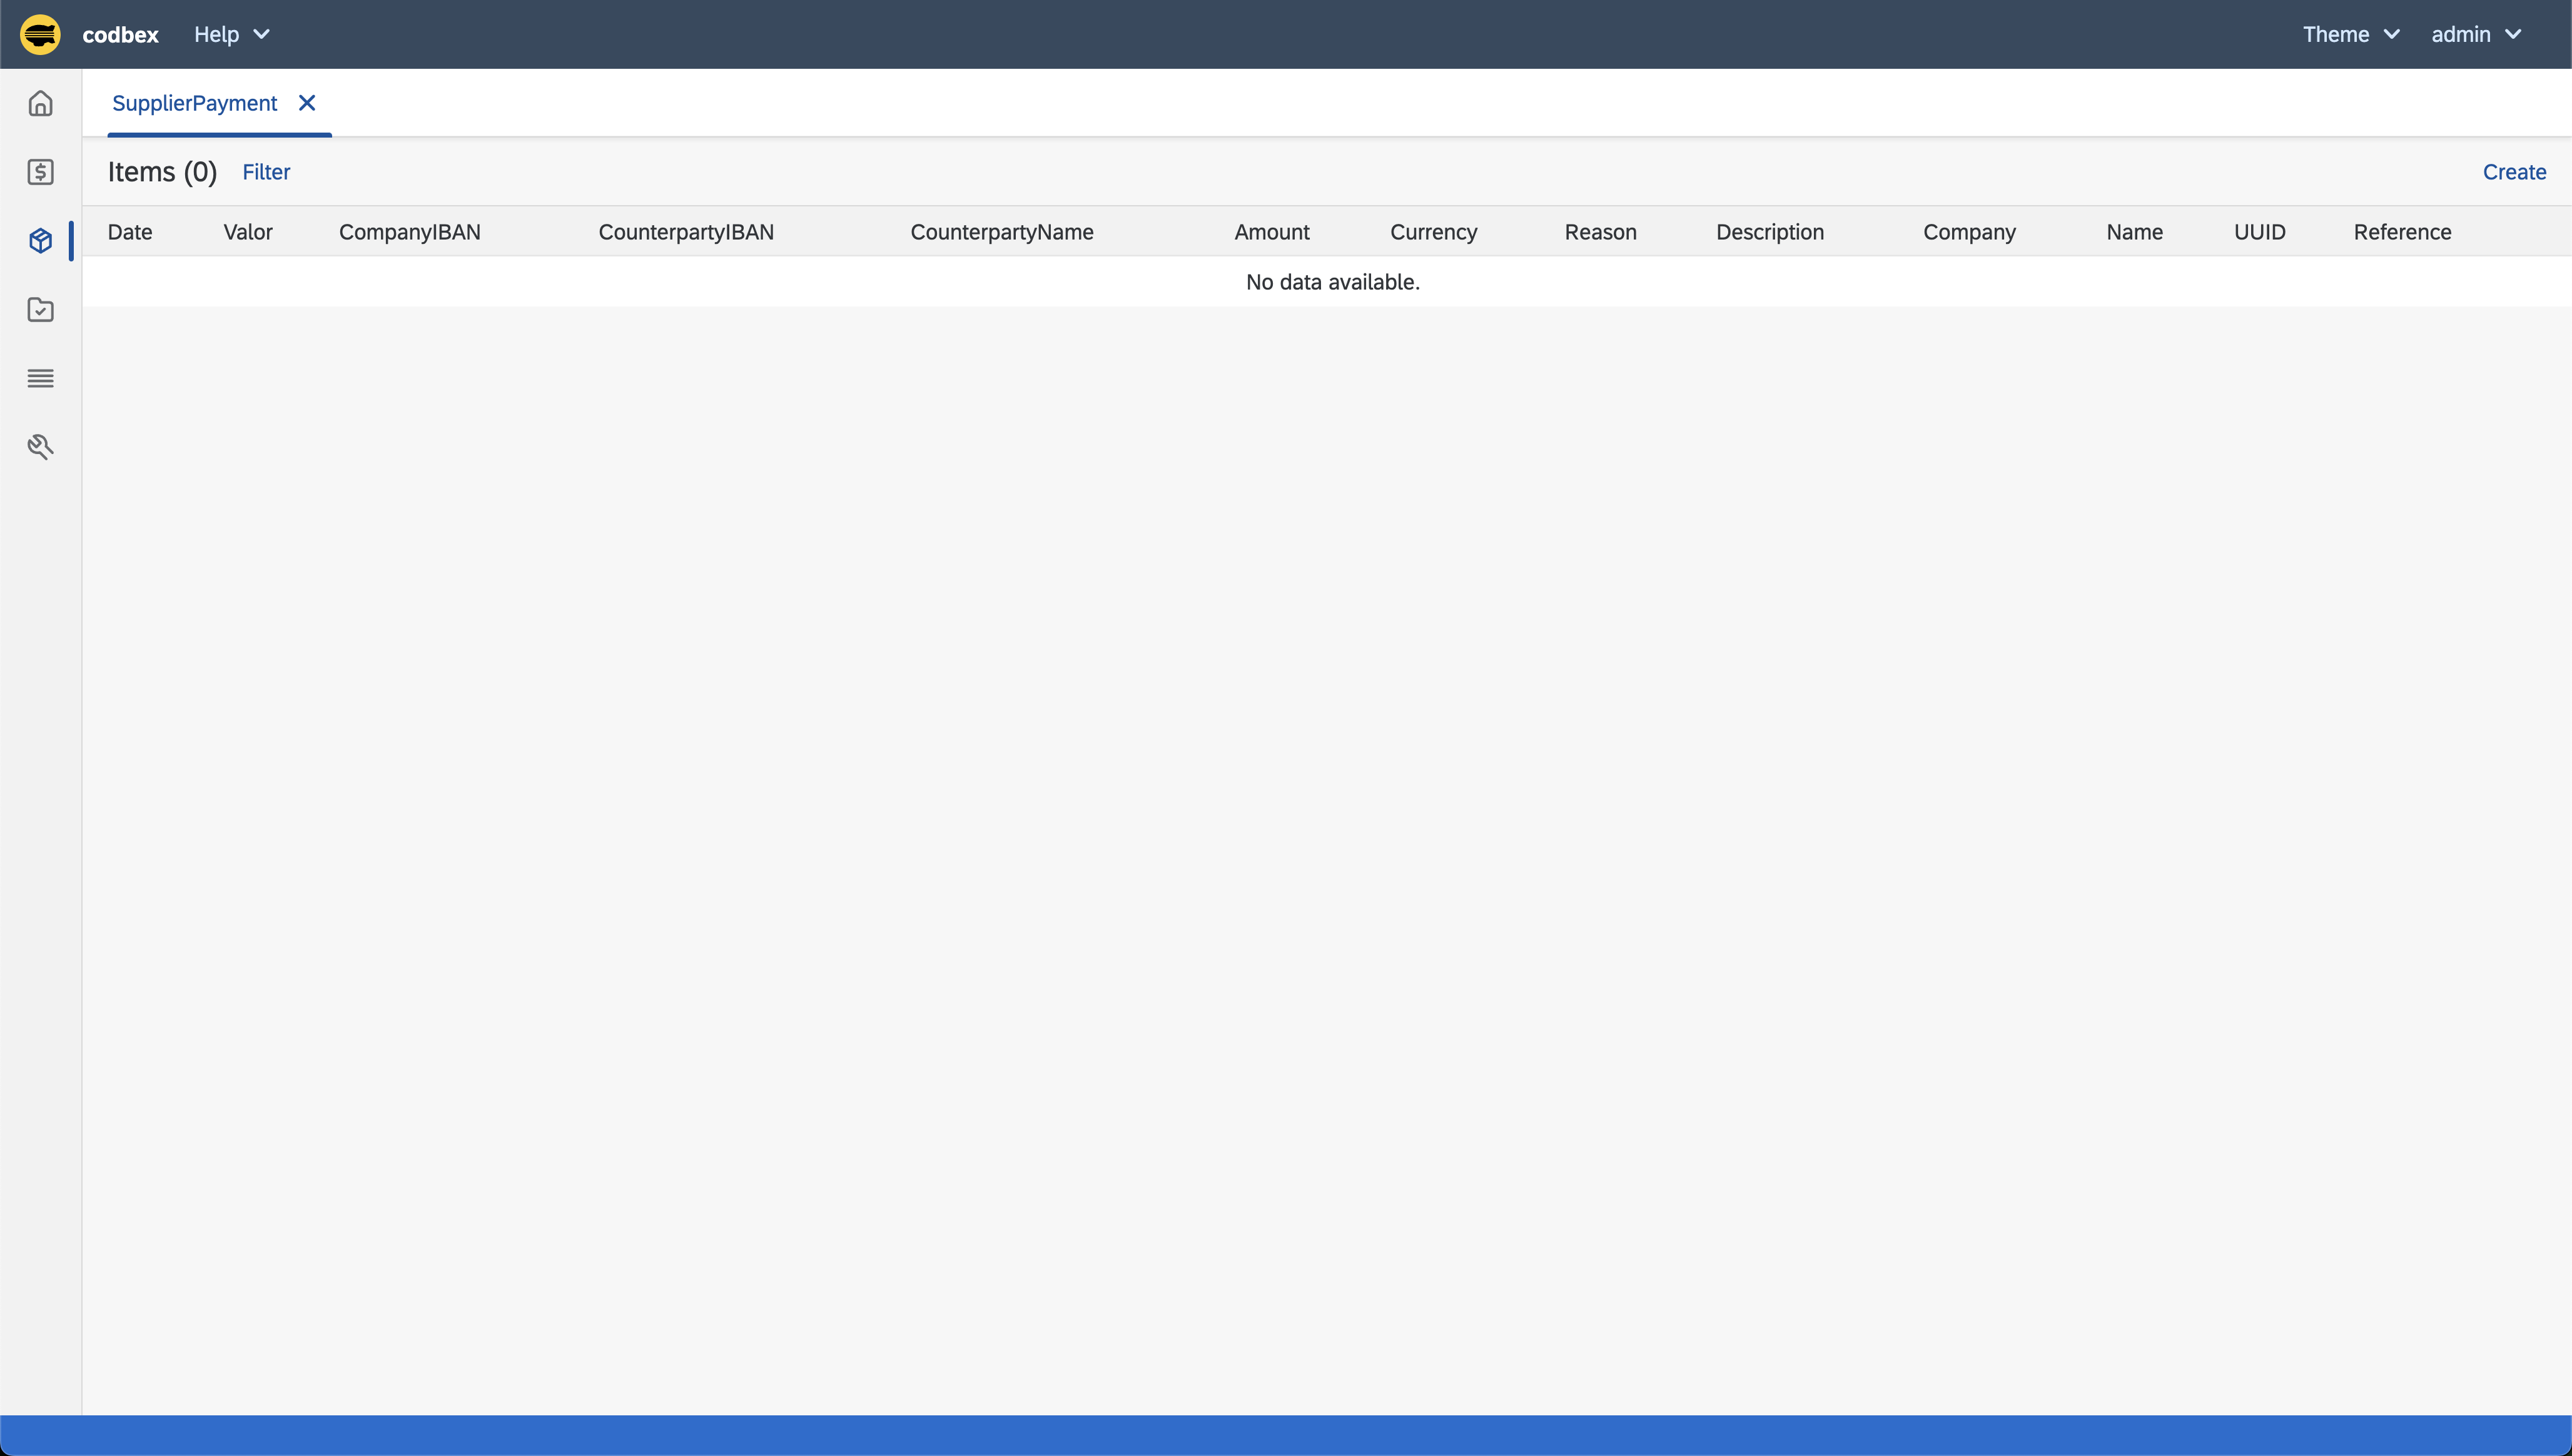 codbex Help Theme admin
SupplierPayment
Items (0) Filter Create
Date Valor CompanyIBAN CounterpartyIBAN CounterpartyName Amount Currency Reason Description Company Name UUID Reference
No data available.